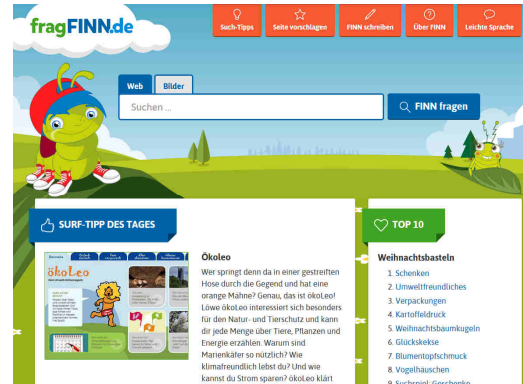 fragFINN.de
Such-Tipps
Seite vorschlagen
FINN schreiben
Über FINN
Leichte Sprache
Web
Bilder
Suchen ...
FINN fragen
SURF-TIPP DES TAGES
ökoLeo
Ökoleo
Wer springt denn da in einer gestreiften
Hose durch die Gegend und hat eine
orange Mähne? Genau, das ist ökoLeo!
Löwe ökoLeo interessiert sich besonders
für den Natur- und Tierschutz und kann
dir jede Menge über Tiere, Pflanzen und
Energie erzählen. Warum sind
Marienkäfer so nützlich? Wie
klimafreundlich lebst du? Und wie
kannst du Strom sparen? ökoLeo klärt
TOP 10
Weihnachtsbasteln
1. Schenken
2. Umweltfreundliches
3. Verpackungen
4. Kartoffeldruck
5. Weihnachtsbaumkugeln
6. Glückskekse
7. Blumentopfschmuck
8. Vogelhäuschen
9. Suchspiel: Geschenke